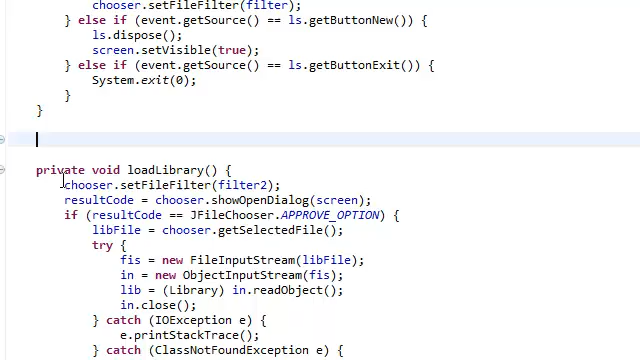 chooser.setFileFilter(filter);
} else if (event.getSource() == ls.getButtonNew()) {
ls.dispose();
screen.setVisible(true);
} else if (event.getSource() == ls.getButtonExit()) {
System.exit(0);
}
}
private void loadLibrary() {
chooser.setFileFilter(filter2);
resultCode = chooser.showOpenDialog(screen);
if (resultCode == JFileChooser.APPROVE_OPTION) {
libFile = chooser.getSelectedFile();
try {
fis = new FileInputStream(libFile);
in = new ObjectInputStream(fis);
lib = (Library) in.readObject();
in.close();
} catch (IOException e) {
e.printStackTrace();
} catch (ClassNotFoundException e) {